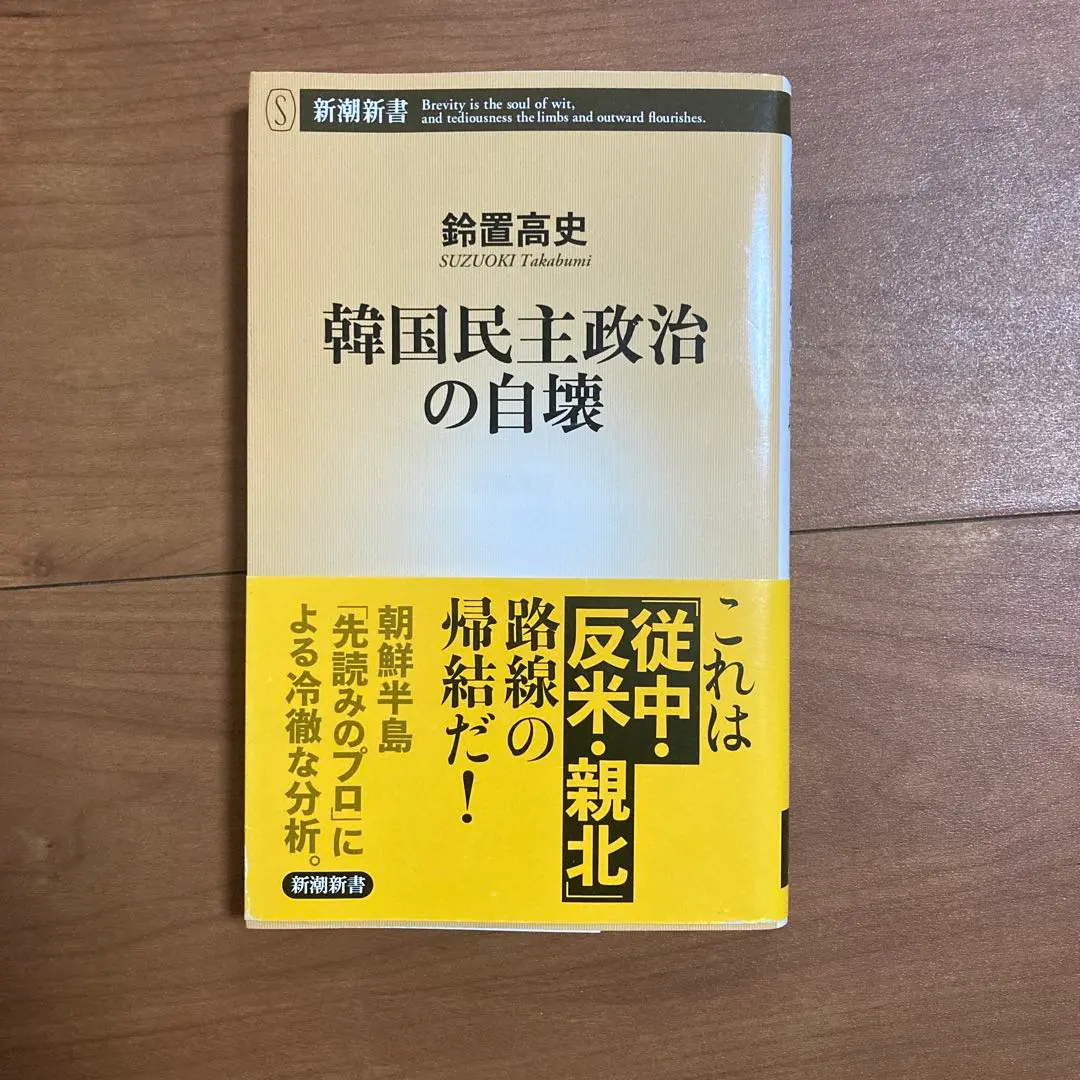 S
新潮新書
Brevity is the soul of wit,
and tediousness the limbs and outward flourishes.
鈴置高史
SUZUOKI Takabumi
韓国民主政治
の自壊
これは
「従中・
反米・親北」
路線の
帰結だ！
朝鮮半島
「先読みのプロ」に
よる冷徹な分析。
新潮新書